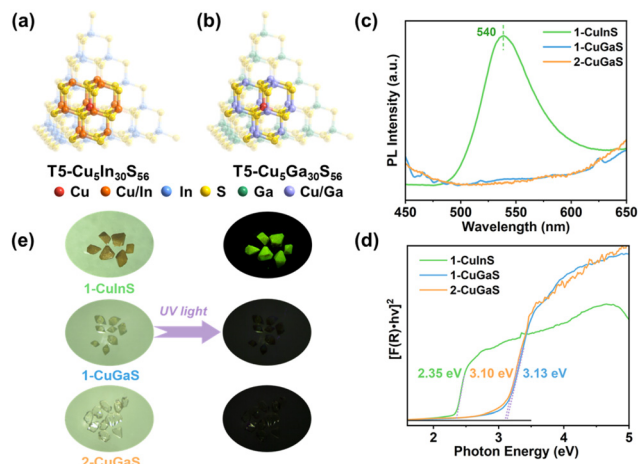 (a)
T5-Cu₅In₃₀S₅₆
(b)
T5-Cu₅Ga₃₀S₅₆
Cu Cu/In In S Ga Cu/Ga
(c)
PL Intensity (a.u.)
540
1-CuInS
1-CuGaS
2-CuGaS
450 500 550 600 650
Wavelength (nm)
(e)
1-CuInS
UV light
1-CuGaS
2-CuGaS
(d)
[F(R)•hv]²
1-CuInS
1-CuGaS
2-CuGaS
2.35 eV 3.10 eV 3.13 eV
2 3 4 5
Photon Energy (eV)